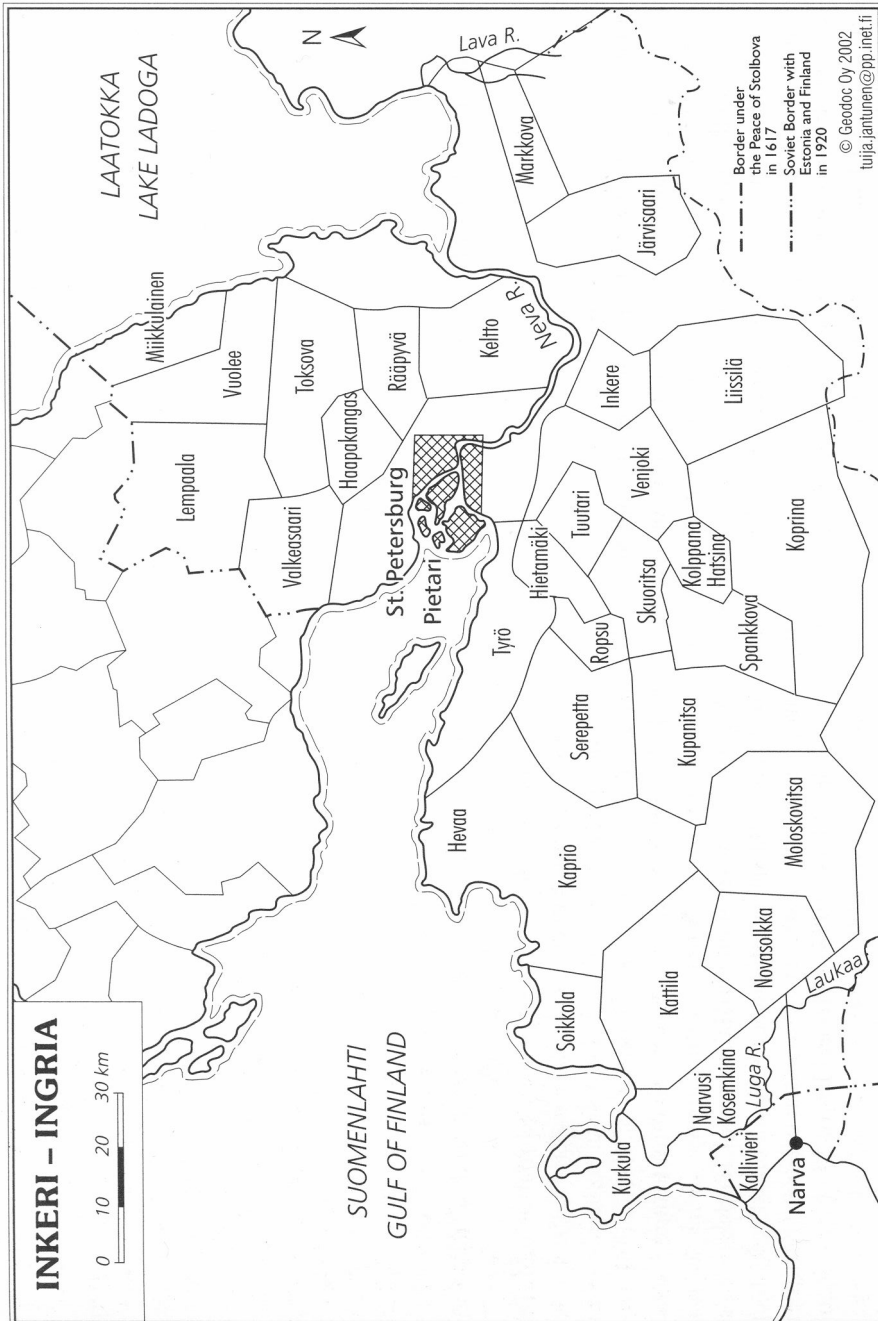 INKERI – INGRIA
0 10 20 30 km
LAATOKKA
LAKE LADOGA
N
Lava R.
Miikkulainen
Vuolee
Lempaala
Toksova
Haapakangas
Rääpyvä
Valkeasaari
Keltto
Neva R.
Markkova
Järvisaari
St. Petersburg
Pietari
SUOMENLAHTI
GULF OF FINLAND
Inkere
Liissilä
Venjoki
Tuutari
Hietamäki
Tyrö
Ropsu
Skuoritsa
Kolppana
Hatsina
Koprina
Spankkova
Serepetta
Kupanitsa
Hevaa
Kaprio
Moloskovitsa
Soikkola
Kattila
Novasolkka
Laukaa
Luga R.
Narvusi
Kosemkina
Kurkula
Kallivieri
Narva
Border under
the Peace of Stolbova
in 1617
Soviet Border with
Estonia and Finland
in 1920
© Geodoc Oy 2002
tuija.jantunen@pp.inet.fi